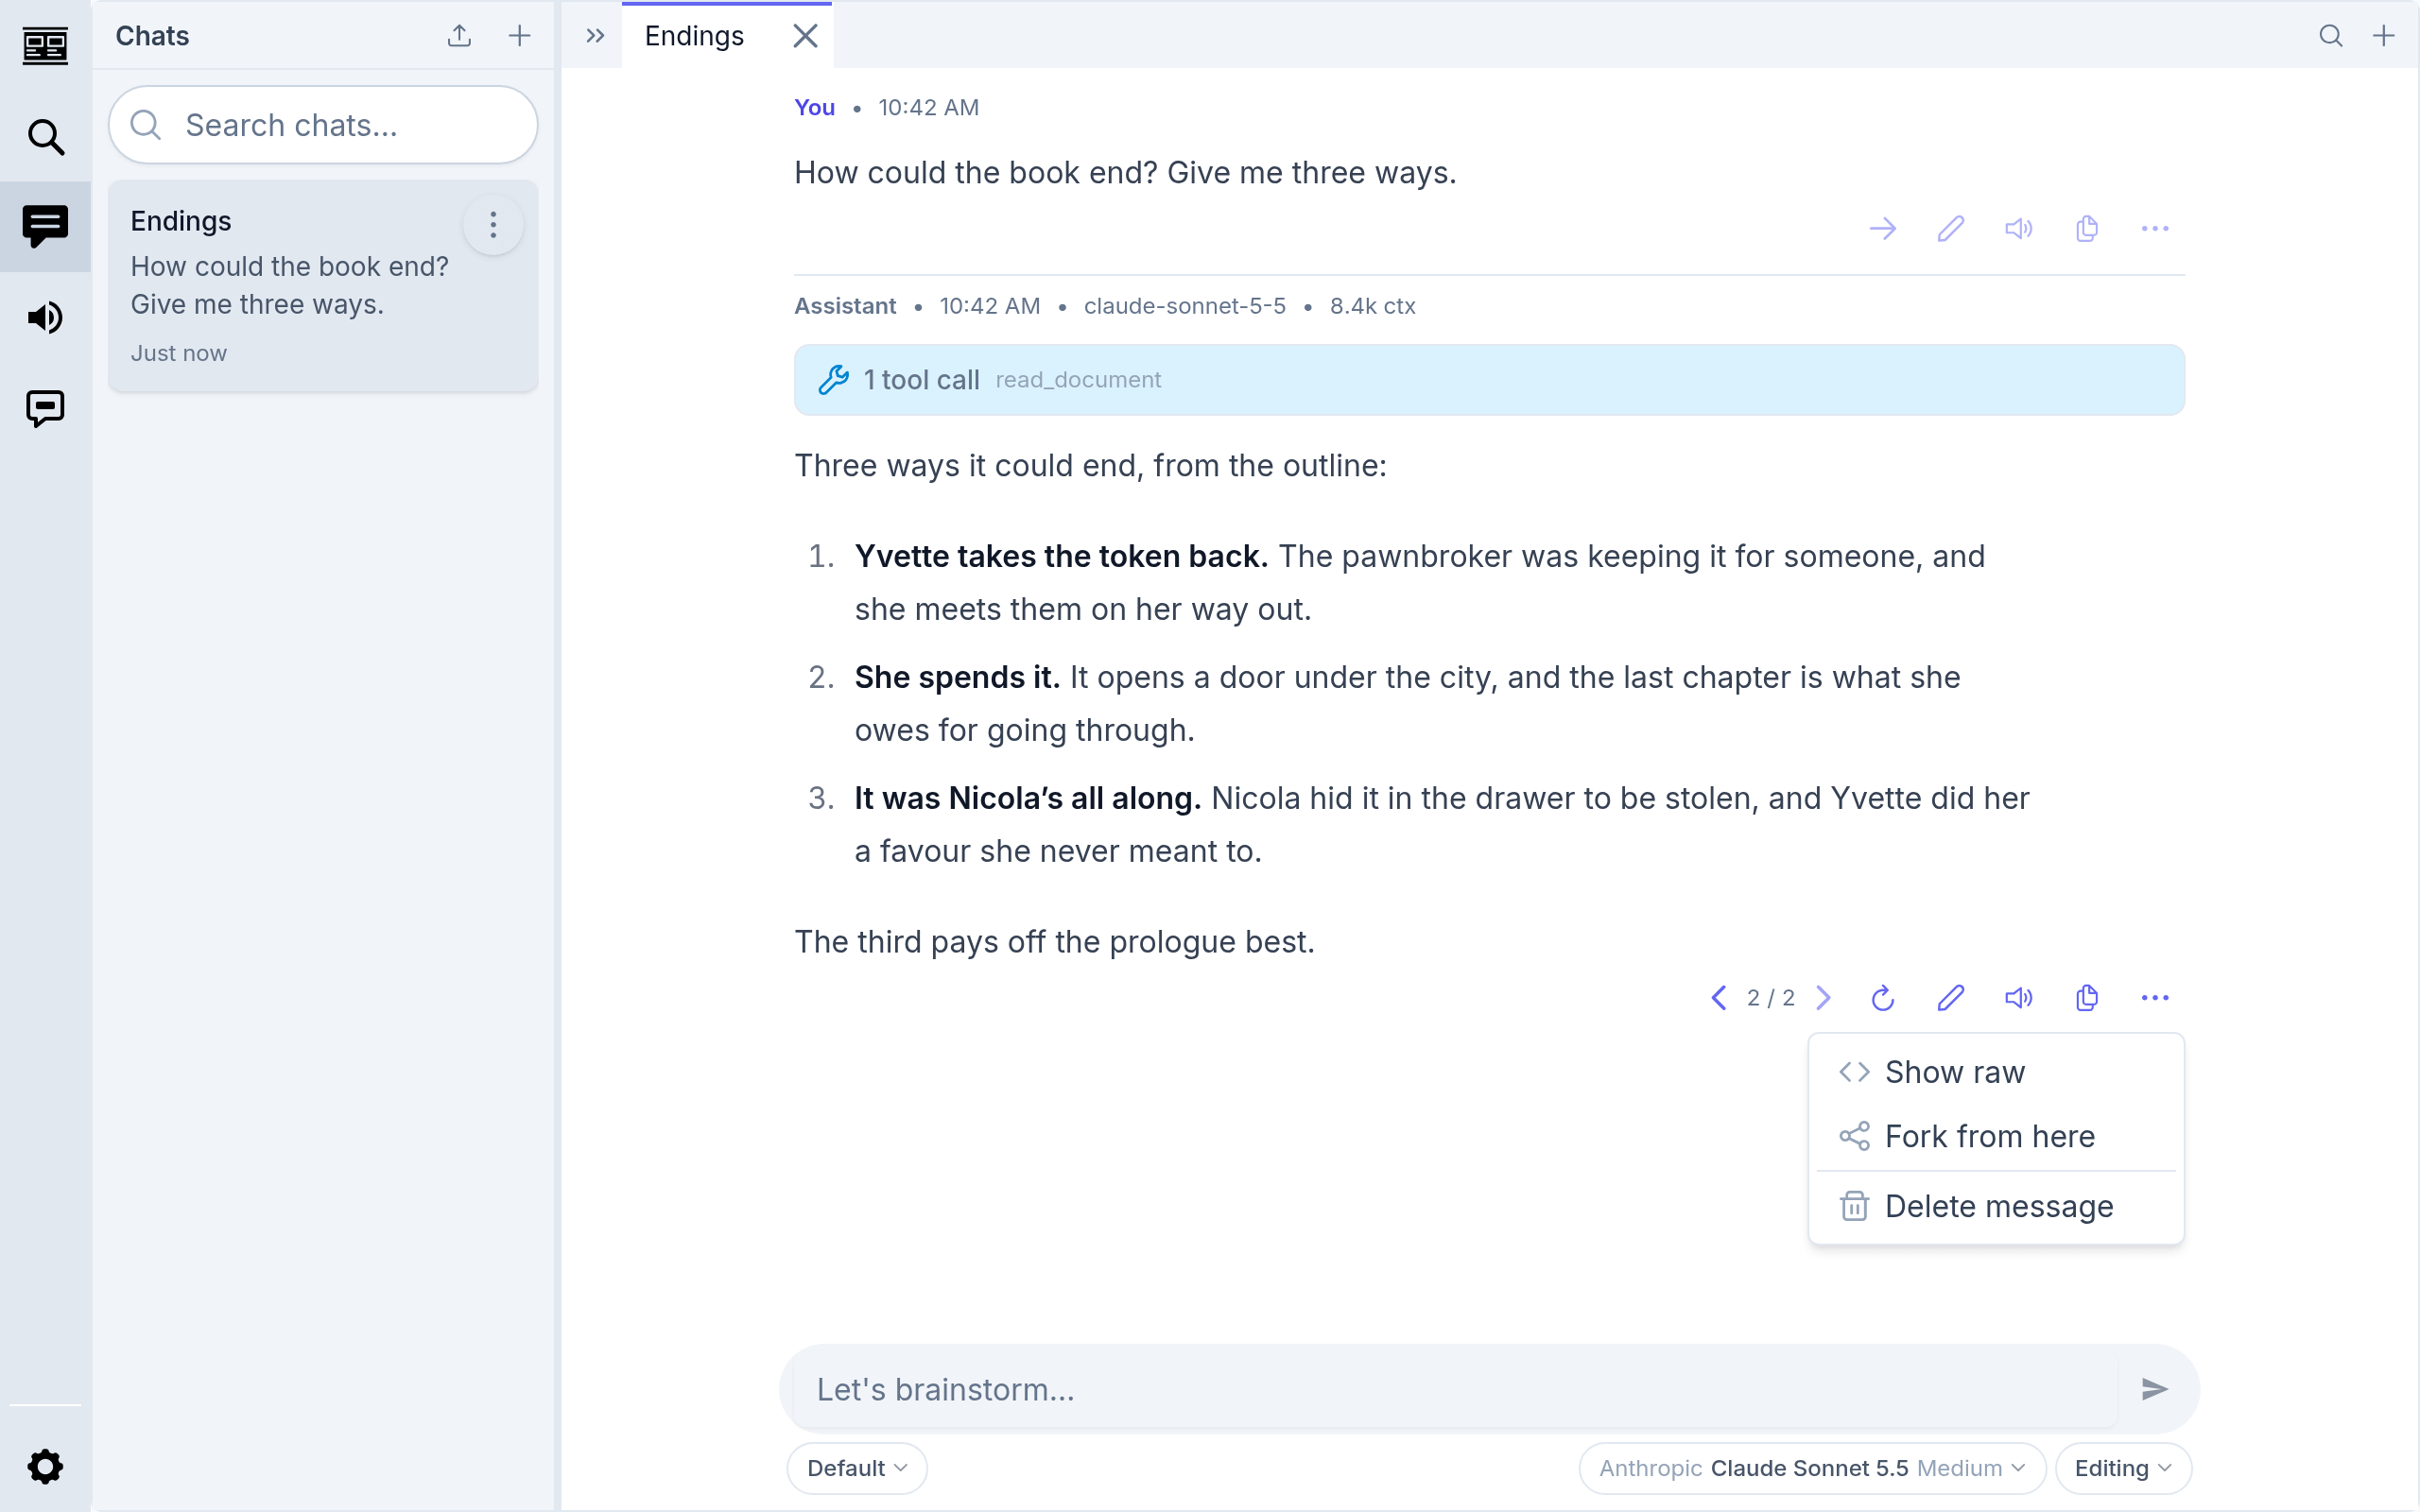 Chats
Search chats...
Endings
How could the book end?
Give me three ways.
Just now
Endings
You • 10:42 AM
How could the book end? Give me three ways.
Assistant • 10:42 AM • claude-sonnet-5-5 • 8.4k ctx
1 tool call read_document
Three ways it could end, from the outline:
1. Yvette takes the token back. The pawnbroker was keeping it for someone, and
she meets them on her way out.
2. She spends it. It opens a door under the city, and the last chapter is what she
owes for going through.
3. It was Nicola’s all along. Nicola hid it in the drawer to be stolen, and Yvette did her
a favour she never meant to.
The third pays off the prologue best.
2 / 2
Show raw
Fork from here
Delete message
Let's brainstorm...
Default
Anthropic Claude Sonnet 5.5 Medium
Editing